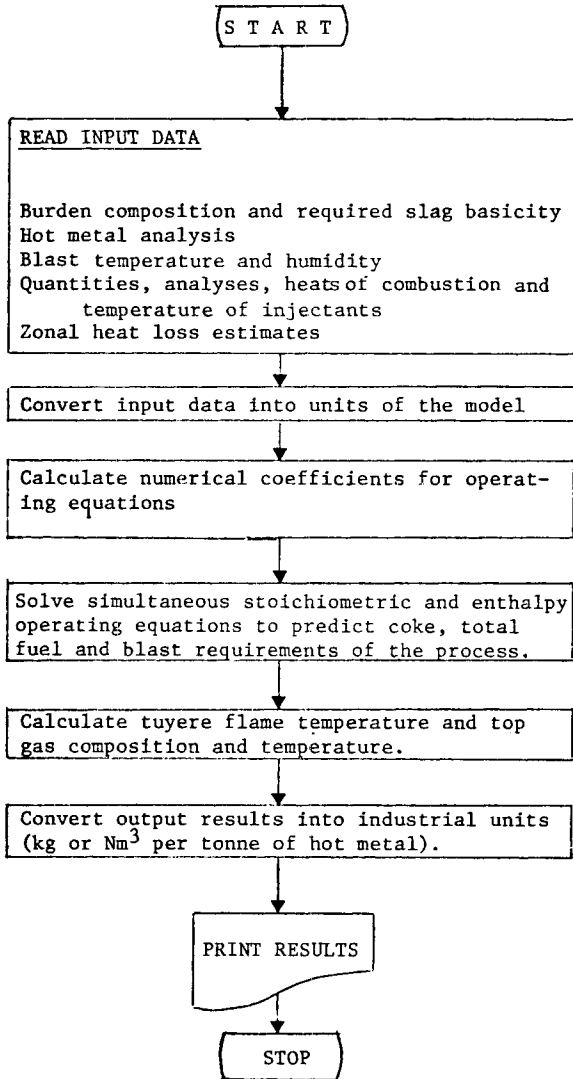 S T A R T
READ INPUT DATA
Burden composition and required slag basicity
Hot metal analysis
Blast temperature and humidity
Quantities, analyses, heats of combustion and
temperature of injectants
Zonal heat loss estimates
Convert input data into units of the model
Calculate numerical coefficients for operat-
ing equations
Solve simultaneous stoichiometric and enthalpy
operating equations to predict coke, total
fuel and blast requirements of the process.
Calculate tuyere flame temperature and top
gas composition and temperature.
Convert output results into industrial units
(kg or Nm³ per tonne of hot metal).
PRINT RESULTS
STOP